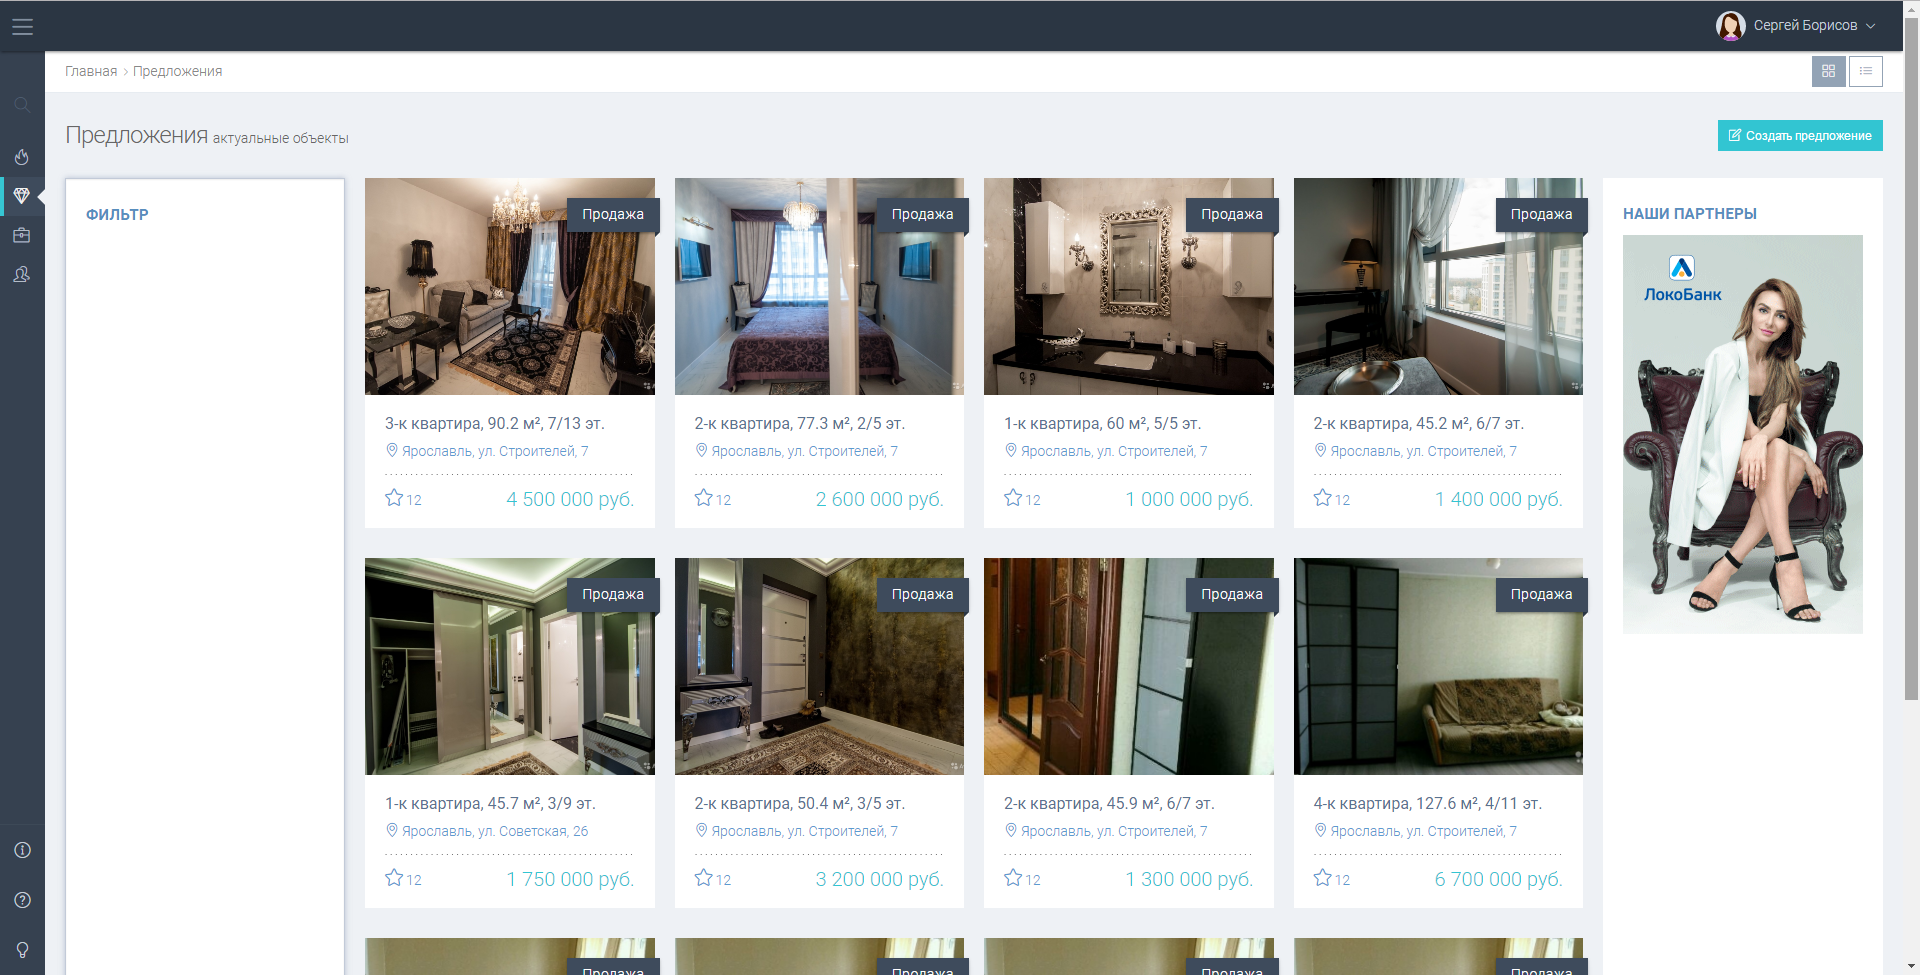 Сергей Борисов
Главная > Предложения
Предложения актуальные объекты
Создать предложение
ФИЛЬТР
Продажа
3-к квартира, 90.2 м², 7/13 эт.
Ярославль, ул. Строителей, 7
12 4 500 000 руб.
Продажа
2-к квартира, 77.3 м², 2/5 эт.
Ярославль, ул. Строителей, 7
12 2 600 000 руб.
Продажа
1-к квартира, 60 м², 5/5 эт.
Ярославль, ул. Строителей, 7
12 1 000 000 руб.
Продажа
2-к квартира, 45.2 м², 6/7 эт.
Ярославль, ул. Строителей, 7
12 1 400 000 руб.
Продажа
1-к квартира, 45.7 м², 3/9 эт.
Ярославль, ул. Советская, 26
12 1 750 000 руб.
Продажа
2-к квартира, 50.4 м², 3/5 эт.
Ярославль, ул. Строителей, 7
12 3 200 000 руб.
Продажа
2-к квартира, 45.9 м², 6/7 эт.
Ярославль, ул. Строителей, 7
12 1 300 000 руб.
Продажа
4-к квартира, 127.6 м², 4/11 эт.
Ярославль, ул. Строителей, 7
12 6 700 000 руб.
Продажа
Продажа
Продажа
Продажа
НАШИ ПАРТНЕРЫ
ЛокоБанк